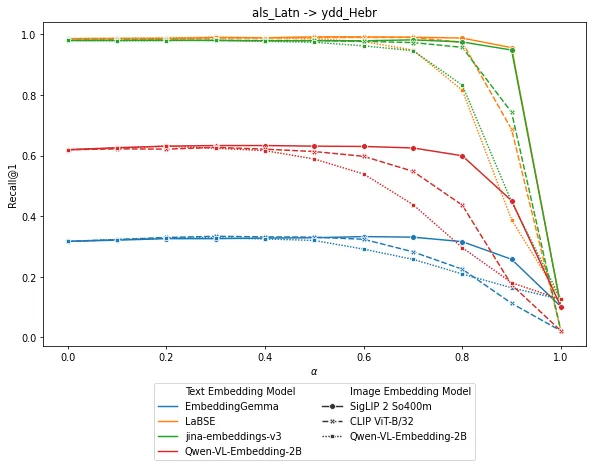 als_Latn -> ydd_Hebr
Recall@1
1.0
0.8
0.6
0.4
0.2
0.0
0.0 0.2 0.4 0.6 0.8 1.0
α
Text Embedding Model
EmbeddingGemma
LaBSE
jina-embeddings-v3
Qwen-VL-Embedding-2B
Image Embedding Model
SigLIP 2 So400m
CLIP ViT-B/32
Qwen-VL-Embedding-2B